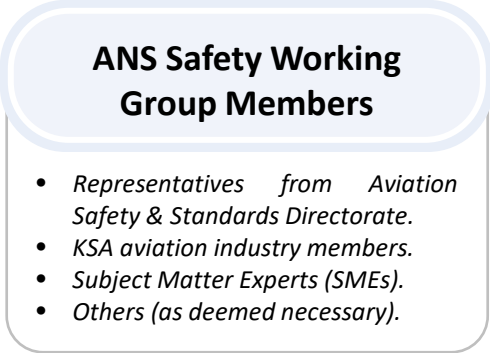 ANS Safety Working
Group Members
• Representatives from Aviation
Safety & Standards Directorate.
• KSA aviation industry members.
• Subject Matter Experts (SMEs).
• Others (as deemed necessary).